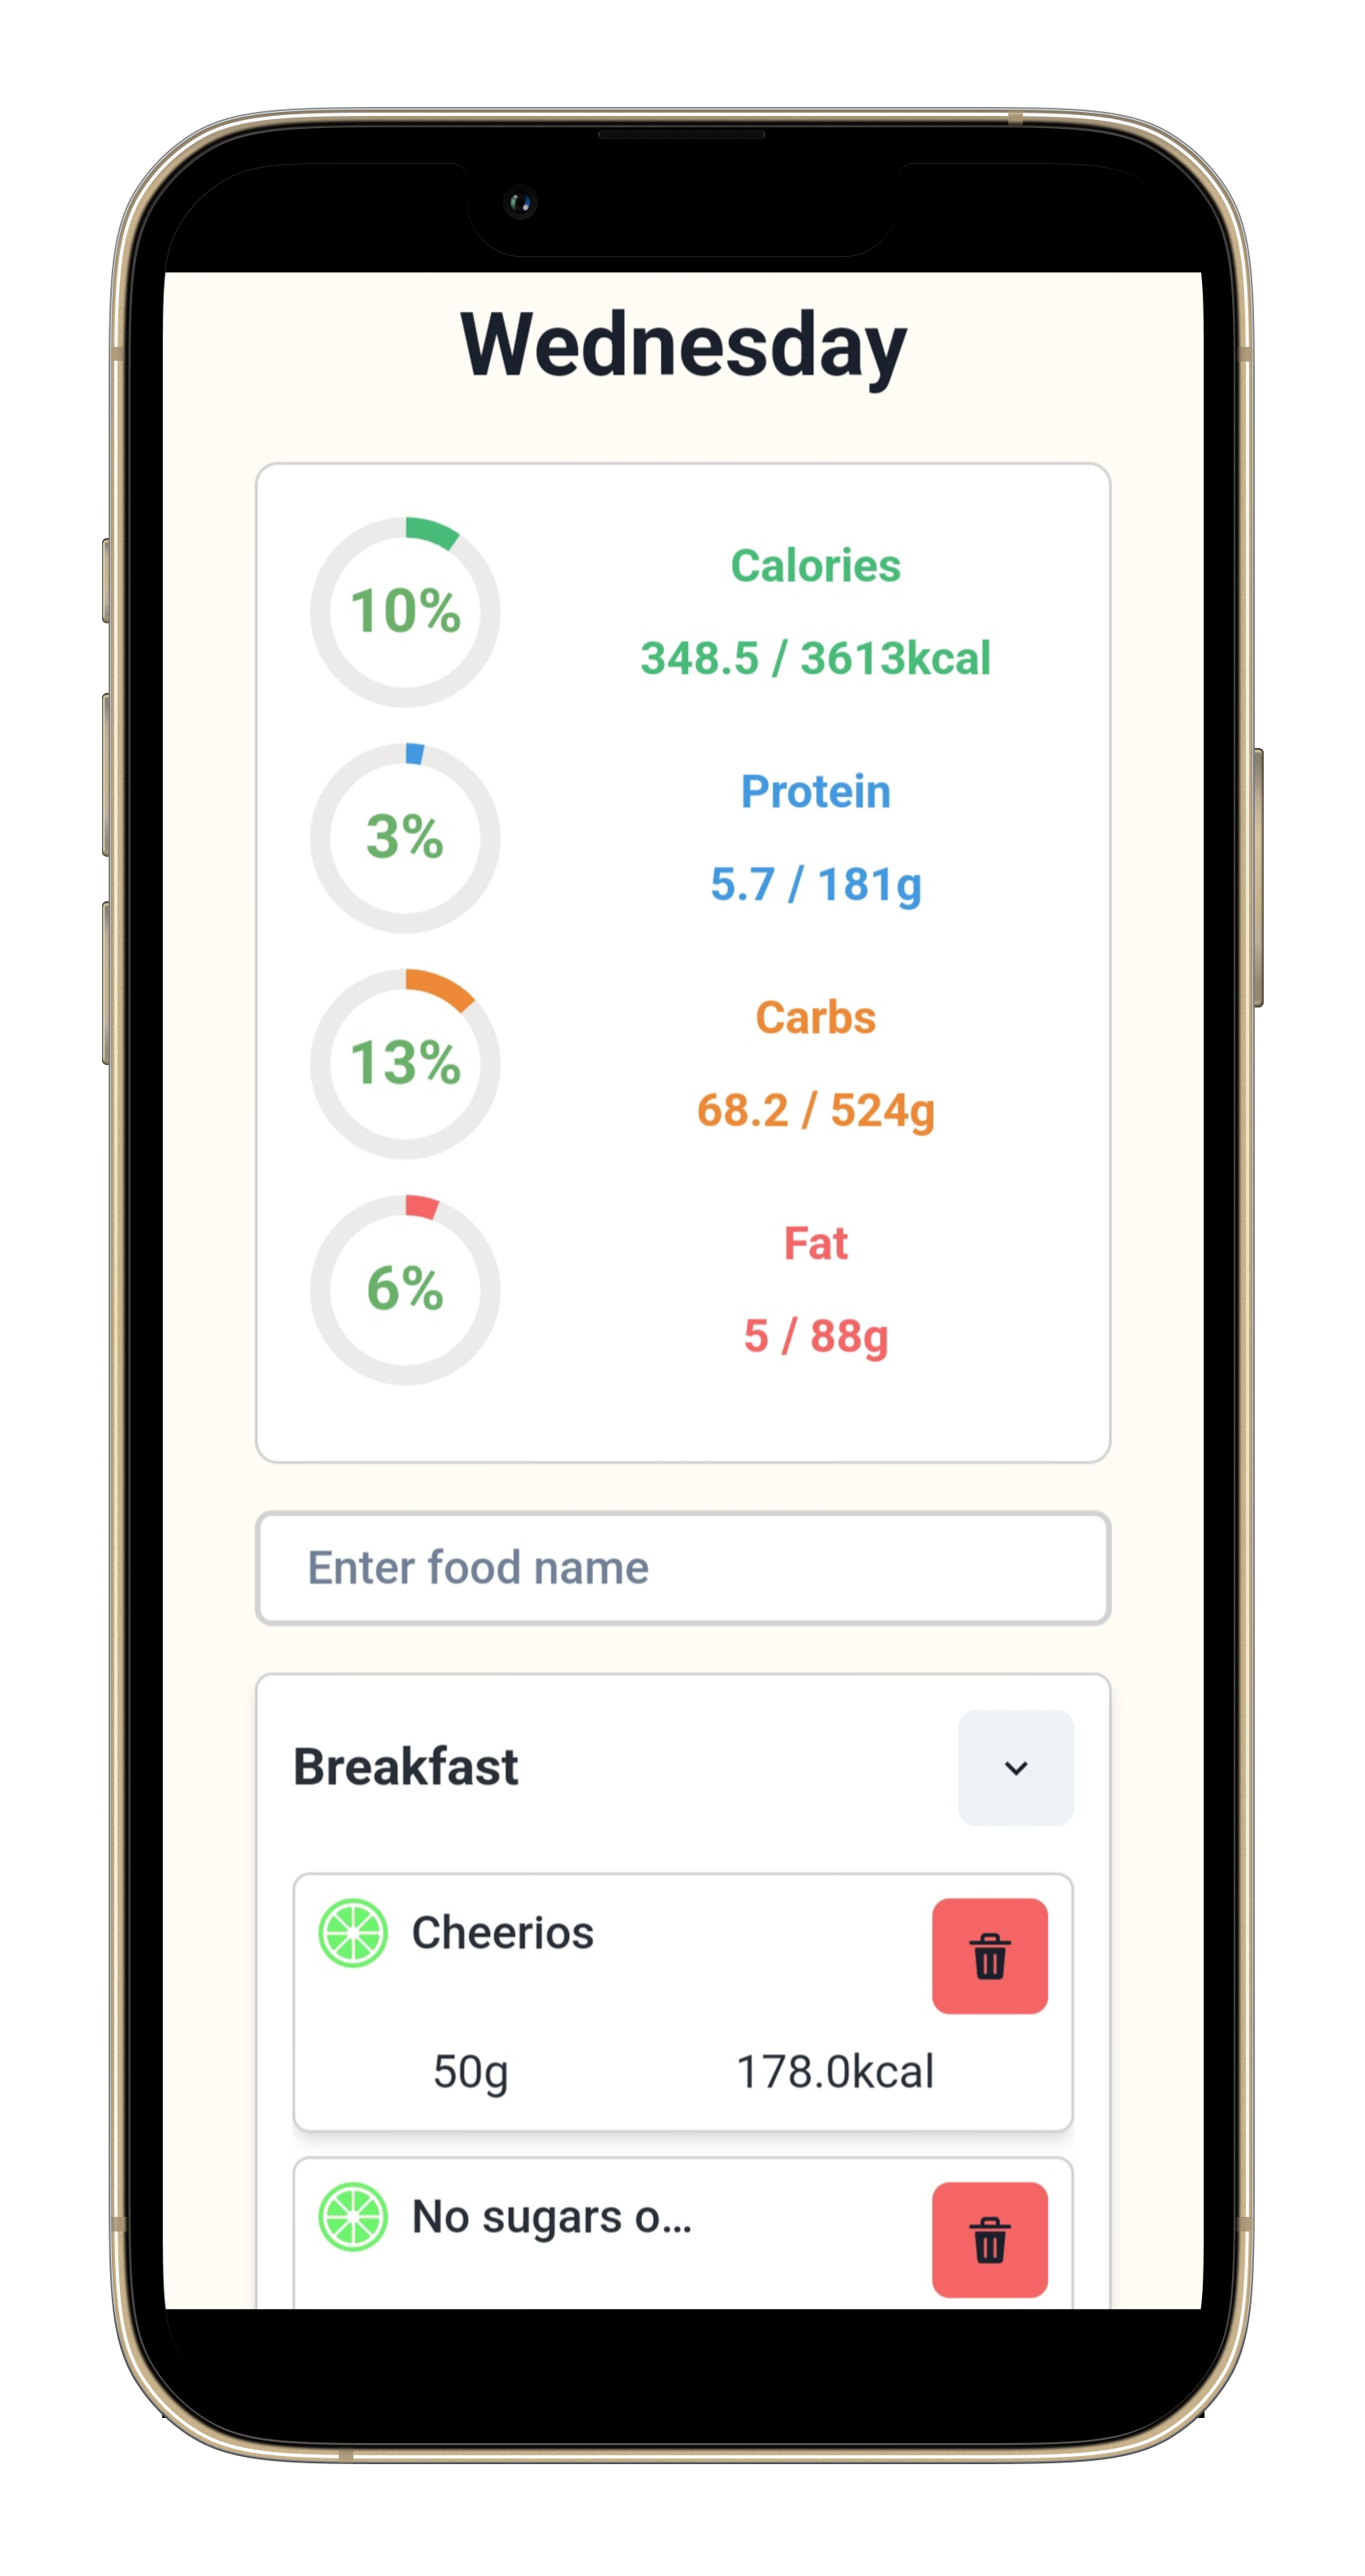 Wednesday
10%
Calories
348.5 / 3613kcal
3%
Protein
5.7 / 181g
13%
Carbs
68.2 / 524g
6%
Fat
5 / 88g
Enter food name
Breakfast
Cheerios
50g 178.0kcal
No sugars o...